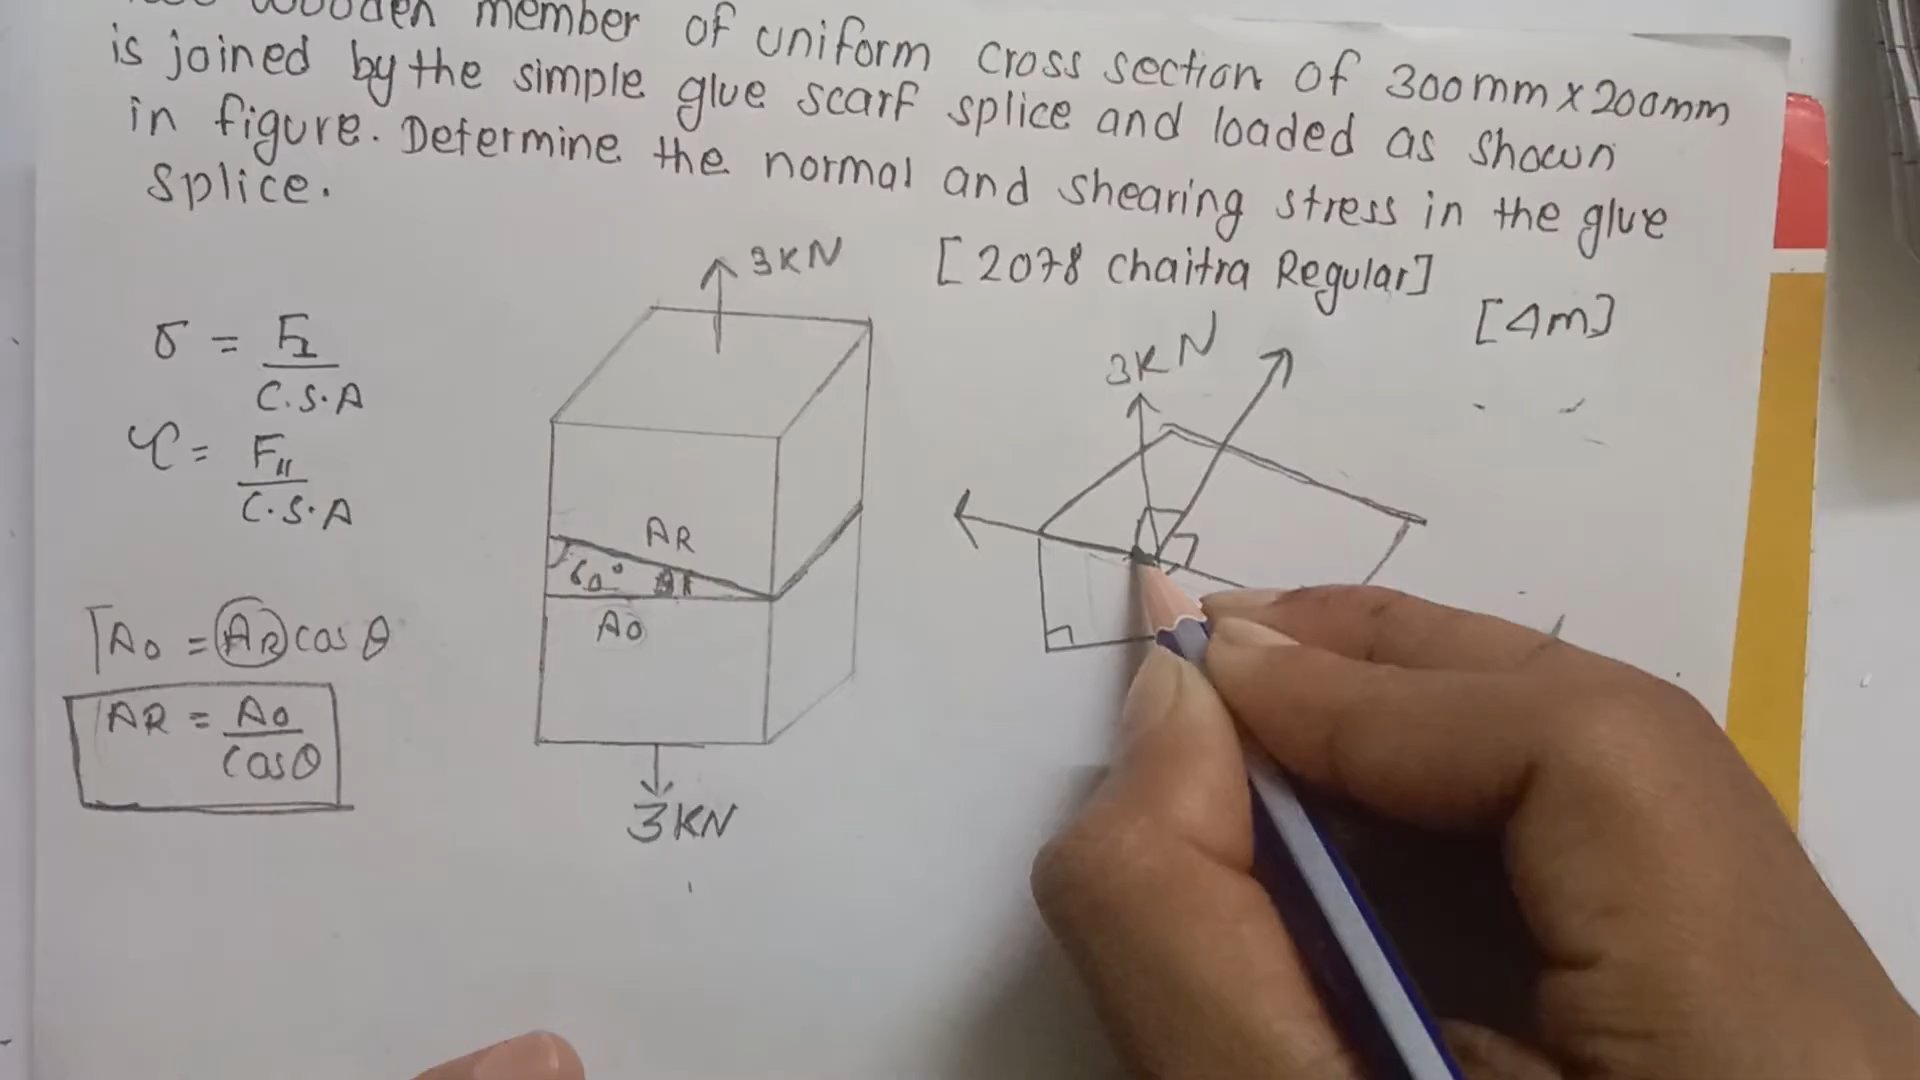 wooden member of uniform cross section of 300mm x 200mm
is joined by the simple glue scarf splice and loaded as shown
in figure. Determine the normal and shearing stress in the glue
splice.
[2078 chaitra Regular]
[4m]
3KN
σ = F⊥
C.S.A
τ = F||
C.S.A
AR
60°
A0
A0 = AR cos θ
AR = A0
cosθ
3KN
3KN